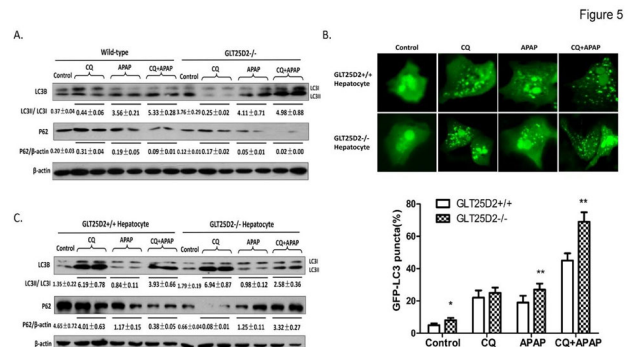 Figure 5
A.
Wild-type GLT25D2-/-
Control CQ APAP CQ+APAP Control CQ APAP CQ+APAP
LC3B LC3I
LC3II
LC3II/ LC3I 0.37±0.04 0.44±0.06 3.56±0.21 5.33±0.28 3.76±0.29 0.25±0.02 4.11±0.71 4.98±0.88
P62
P62/β-actin 0.20±0.03 0.31±0.04 0.19±0.05 0.09±0.01 0.12±0.01 0.17±0.02 0.05±0.01 0.02±0.00
β-actin
B.
Control CQ APAP CQ+APAP
GLT25D2+/+
Hepatocyte
GLT25D2-/-
Hepatocyte
GFP-LC3 puncta(%)
80
60
40
20
0
GLT25D2+/+
GLT25D2-/-
* ** **
Control CQ APAP CQ+APAP
C.
GLT25D2+/+ Hepatocyte GLT25D2-/- Hepatocyte
Control CQ APAP CQ+APAP Control CQ APAP CQ+APAP
LC3B LC3I
LC3II
LC3II/ LC3I 1.35±0.22 6.19±0.78 0.84±0.11 3.93±0.66 1.79±0.19 6.94±0.87 0.98±0.12 2.58±0.36
P62
P62/β-actin 4.65±0.72 4.01±0.63 1.17±0.15 0.38±0.05 0.66±0.04 0.08±0.01 1.25±0.11 3.32±0.27
β-actin